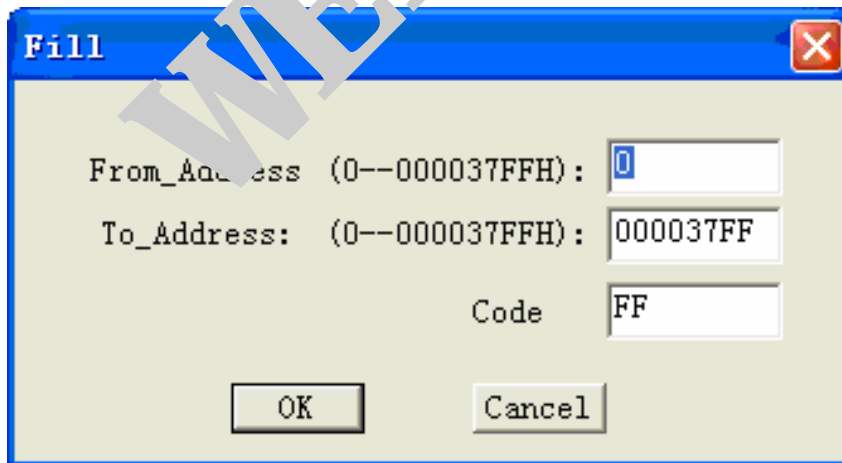 Fill
From_Address (0--000037FFH): 0
To_Address: (0--000037FFH): 000037FF
Code FF
OK Cancel